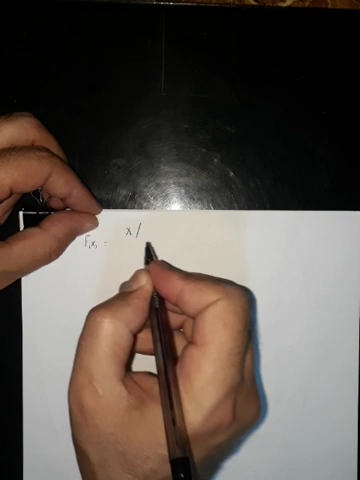 F(x) = x /